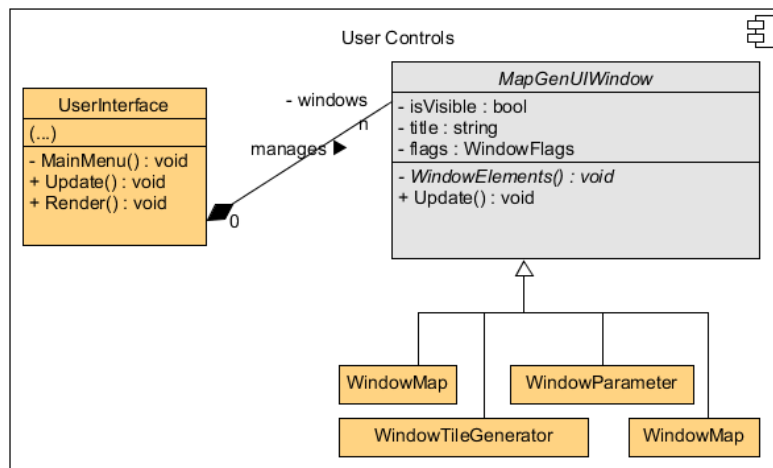 User Controls
UserInterface
(...)
- MainMenu() : void
+ Update() : void
+ Render() : void
- windows
n
manages ▶
0
MapGenUIWindow
- isVisible : bool
- title : string
- flags : WindowFlags
- WindowElements() : void
+ Update() : void
WindowMap
WindowParameter
WindowTileGenerator
WindowMap